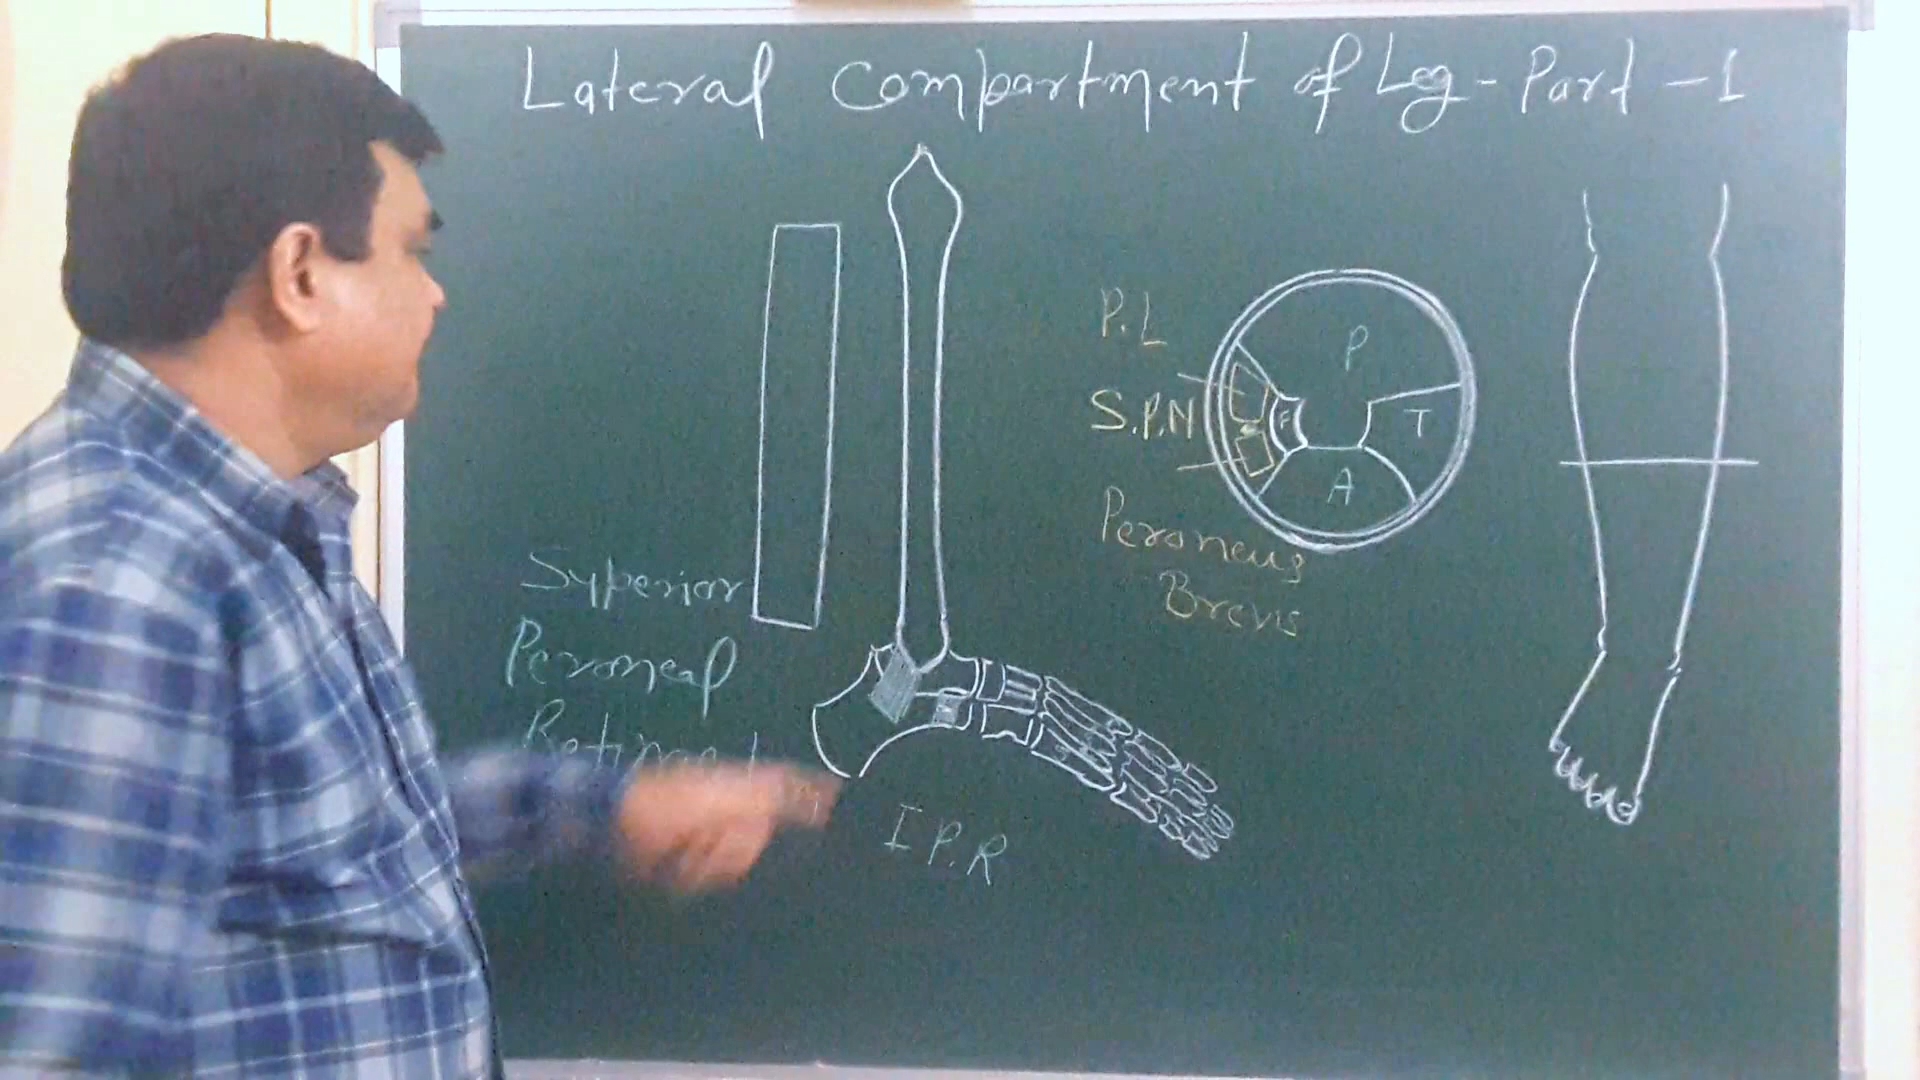 Lateral Compartment of Leg - Part - 1
P.L
S.P.N
Peroneus
Brevis
P
F
T
A
Superior
Peroneal
I P.R